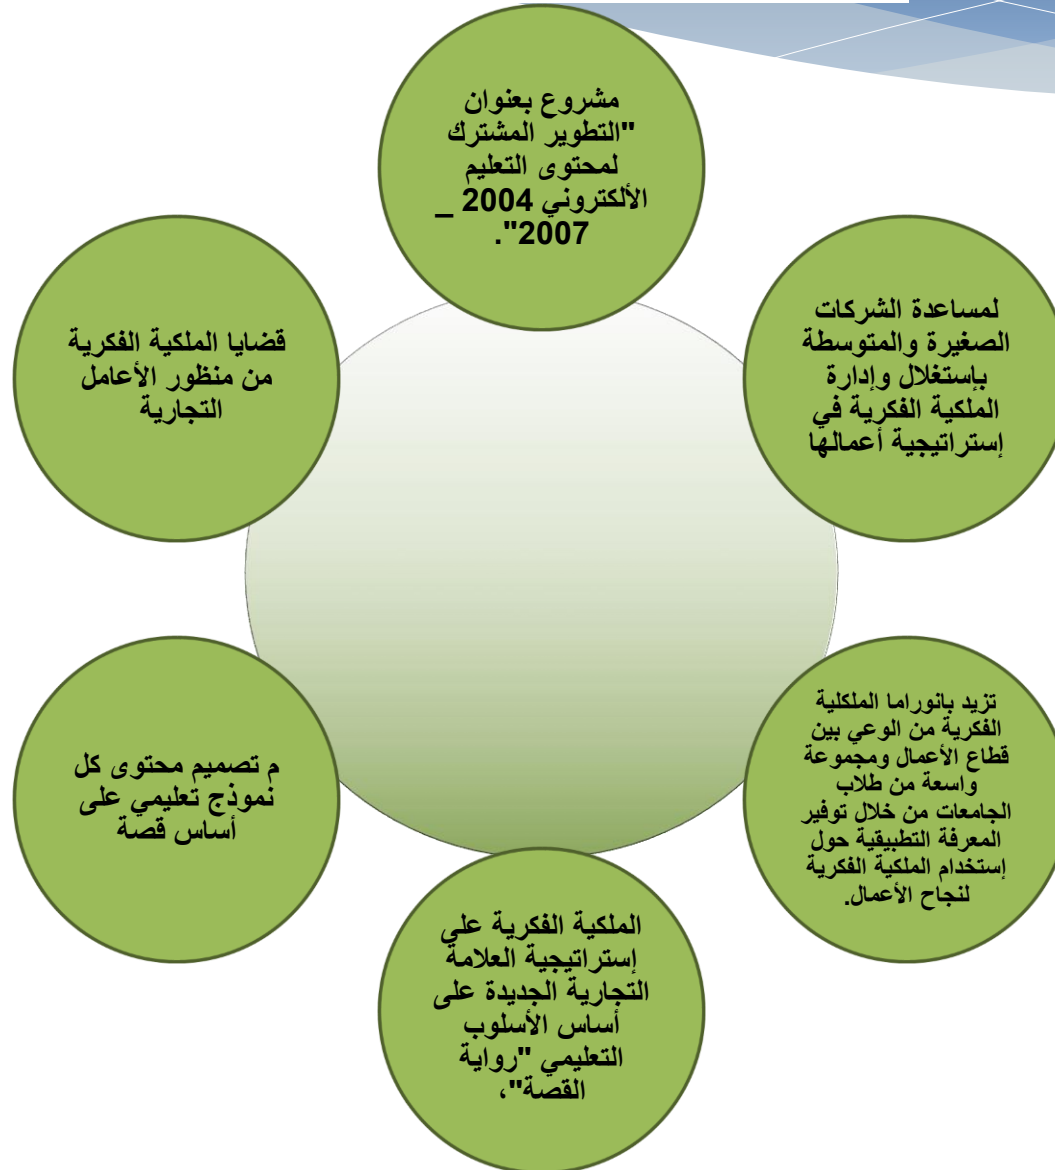 مشروع بعنوان
"التطوير المشترك
لمحتوى التعليم
الألكتروني 2004 _
2007".
لمساعدة الشركات
الصغيرة والمتوسطة
بإستغلال وإدارة
الملكية الفكرية في
إستراتيجية أعمالها
تزيد بانوراما الملكلية
الفكرية من الوعي بين
قطاع الأعمال ومجموعة
واسعة من طلاب
الجامعات من خلال توفير
المعرفة التطبيقية حول
إستخدام الملكية الفكرية
لنجاح الأعمال.
الملكية الفكرية على
إستراتيجية العلامة
التجارية الجديدة على
أساس الأسلوب
التعليمي "رواية
القصة"،
م تصميم محتوى كل
نموذج تعليمي على
أساس قصة
قضايا الملكية الفكرية
من منظور الأعامل
التجارية